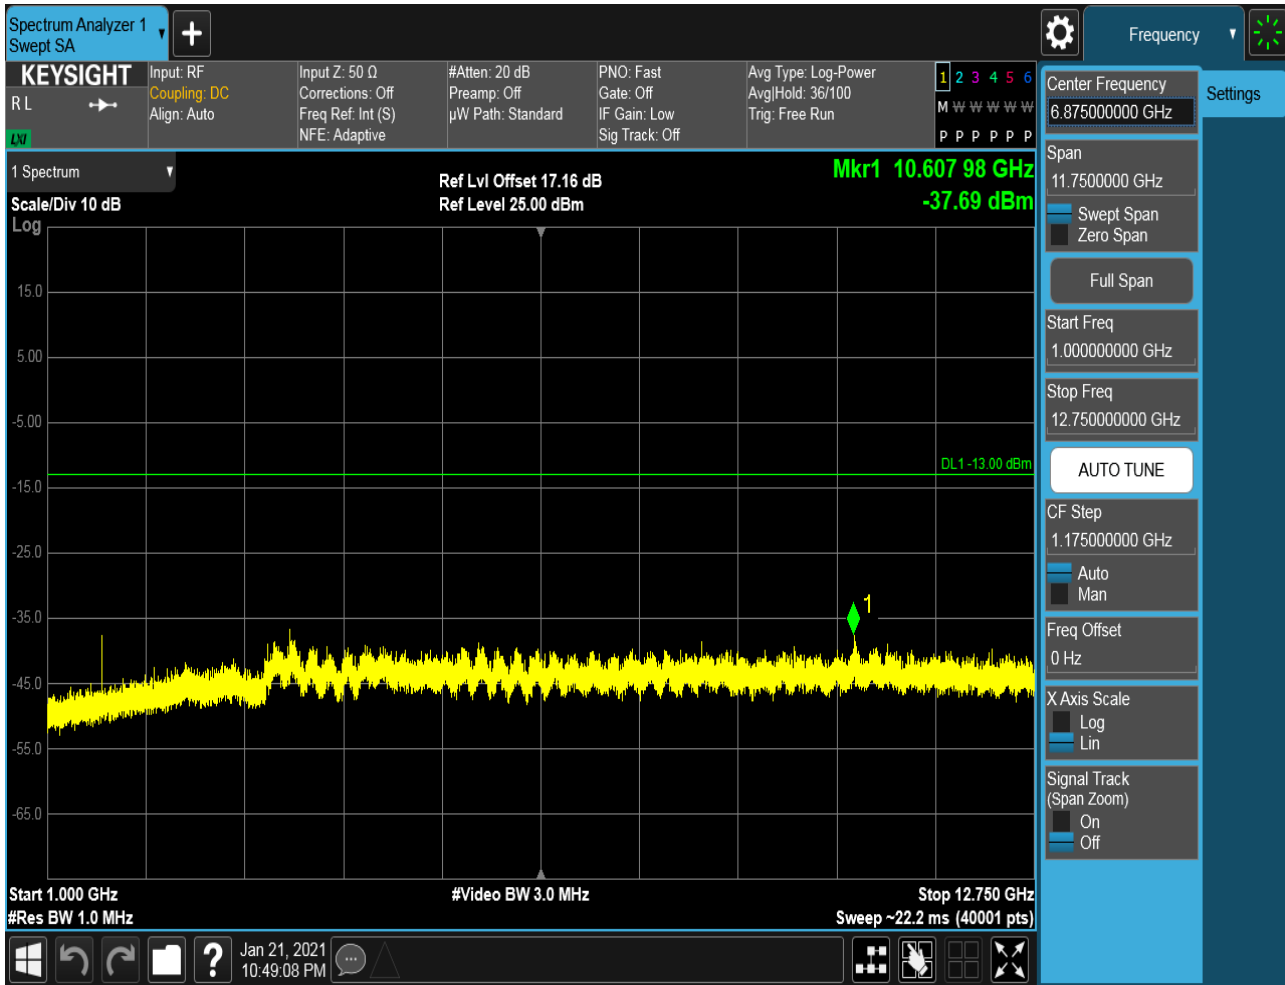 Spectrum Analyzer 1
Swept SA
+
Frequency
KEYSIGHT
R L
LXI
Input: RF
Coupling: DC
Align: Auto
Input Z: 50 Ω
Corrections: Off
Freq Ref: Int (S)
NFE: Adaptive
#Atten: 20 dB
Preamp: Off
µW Path: Standard
PNO: Fast
Gate: Off
IF Gain: Low
Sig Track: Off
Avg Type: Log-Power
Avg|Hold: 36/100
Trig: Free Run
1 2 3 4 5 6
M W W W W W
P P P P P P
1 Spectrum
Scale/Div 10 dB
Log
Ref Lvl Offset 17.16 dB
Ref Level 25.00 dBm
Mkr1 10.607 98 GHz
-37.69 dBm
15.0
5.00
-5.00
DL1 -13.00 dBm
-15.0
-25.0
-35.0
1
-45.0
-55.0
-65.0
Start 1.000 GHz
#Res BW 1.0 MHz
#Video BW 3.0 MHz
Stop 12.750 GHz
Sweep ~22.2 ms (40001 pts)
Center Frequency
6.875000000 GHz
Settings
Span
11.7500000 GHz
Swept Span
Zero Span
Full Span
Start Freq
1.000000000 GHz
Stop Freq
12.750000000 GHz
AUTO TUNE
CF Step
1.175000000 GHz
Auto
Man
Freq Offset
0 Hz
X Axis Scale
Log
Lin
Signal Track
(Span Zoom)
On
Off
?
Jan 21, 2021
10:49:08 PM